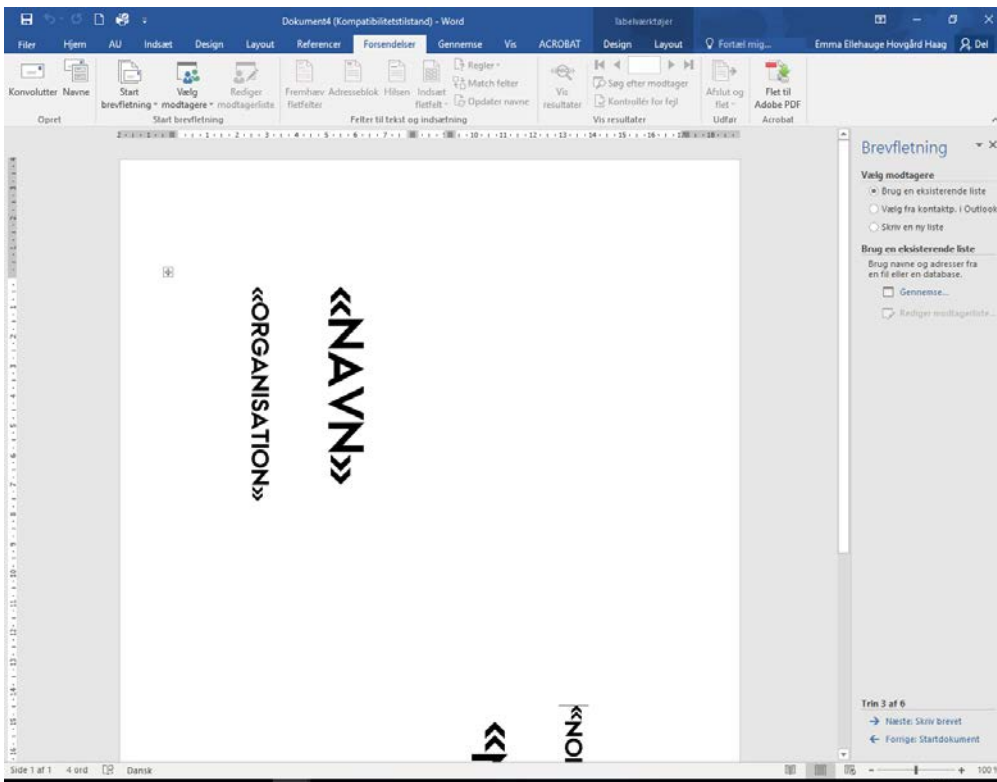 Dokument4 (Kompatibilitetstilstand) - Word
Tabelværktøjer
Filer Hjem AU Indsæt Design Layout Referencer Forsendelser Gennemse Vis ACROBAT Design Layout Fortæl mig... Emma Ellehauge Hovgård Haag Del
Konvolutter Navne
Opret
Start brevfletning
Vælg modtagere
Rediger modtagerliste
Start brevfletning
Fremhæv fletfelter
Adresseblok
Hilsen
Indsæt fletfelt
Regler
Match felter
Opdater navne
Felter til tekst og indsætning
Vis resultater
Søg efter modtager
Kontrollér for fejl
Vis resultater
Afslut og flet
Udfør
Flet til Adobe PDF
Acrobat
«ORGANISATION»
«NAVN»
«NOI
Brevfletning
Vælg modtagere
Brug en eksisterende liste
Vælg fra kontaktp. i Outlook
Skriv en ny liste
Brug en eksisterende liste
Brug navne og adresser fra
en fil eller en database.
Gennemse...
Rediger modtagerliste...
Trin 3 af 6
Næste: Skriv brevet
Forrige: Startdokument
Side 1 af 1 4 ord Dansk
100 %